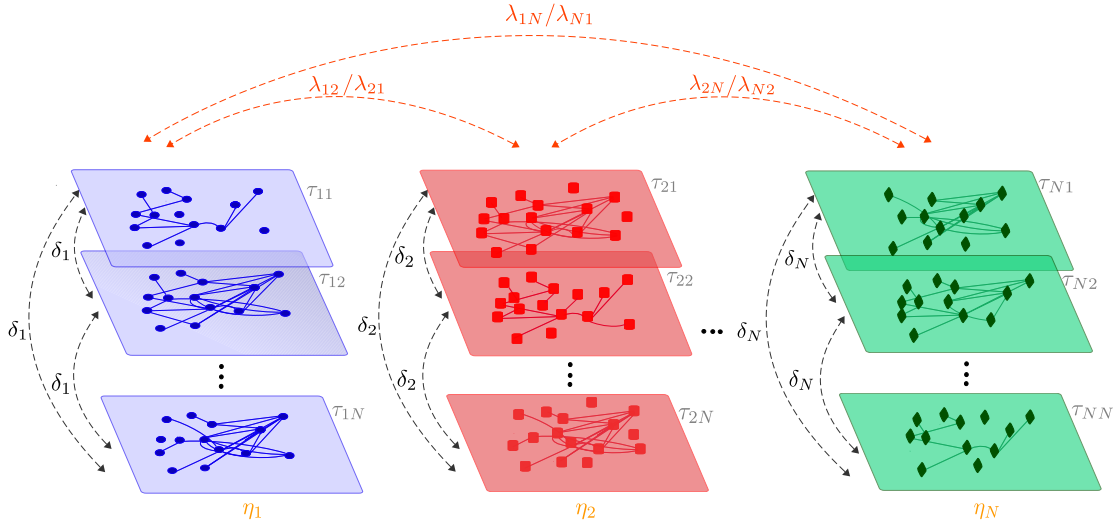 λ₁N/λN₁
λ₁₂/λ₂₁
λ₂N/λN₂
τ₁₁
τ₂₁
τN₁
δ₁
δ₂
δN
τ₁₂
τ₂₂
τN₂
δ₁
δ₂
... δN
δ₁
δ₂
δN
τ₁N
τ₂N
τNN
η₁
η₂
ηN